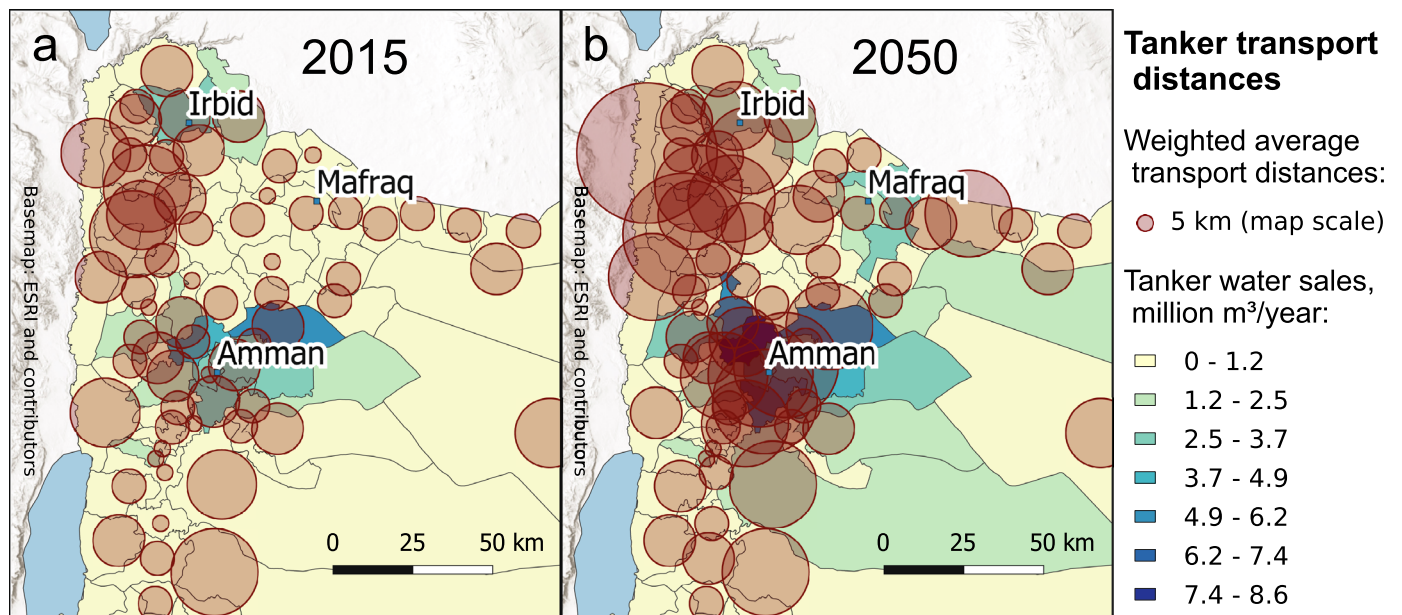 a
2015
Irbid
Mafraq
Amman
Basemap: ESRI and contributors
0 25 50 km
b
2050
Irbid
Mafraq
Amman
Basemap: ESRI and contributors
0 25 50 km
Tanker transport
distances
Weighted average
transport distances:
5 km (map scale)
Tanker water sales,
million m³/year:
0 - 1.2
1.2 - 2.5
2.5 - 3.7
3.7 - 4.9
4.9 - 6.2
6.2 - 7.4
7.4 - 8.6